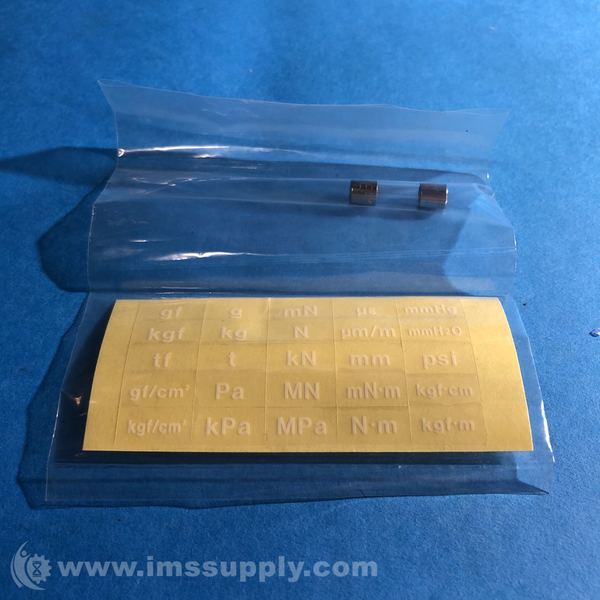 gf g mN με mmHg
kgf kg N μm/m mmH₂O
tf t kN mm psi
gf/cm² Pa MN mN·m kgf·cm
kgf/cm² kPa MPa N·m kgf·m
www.imssupply.com